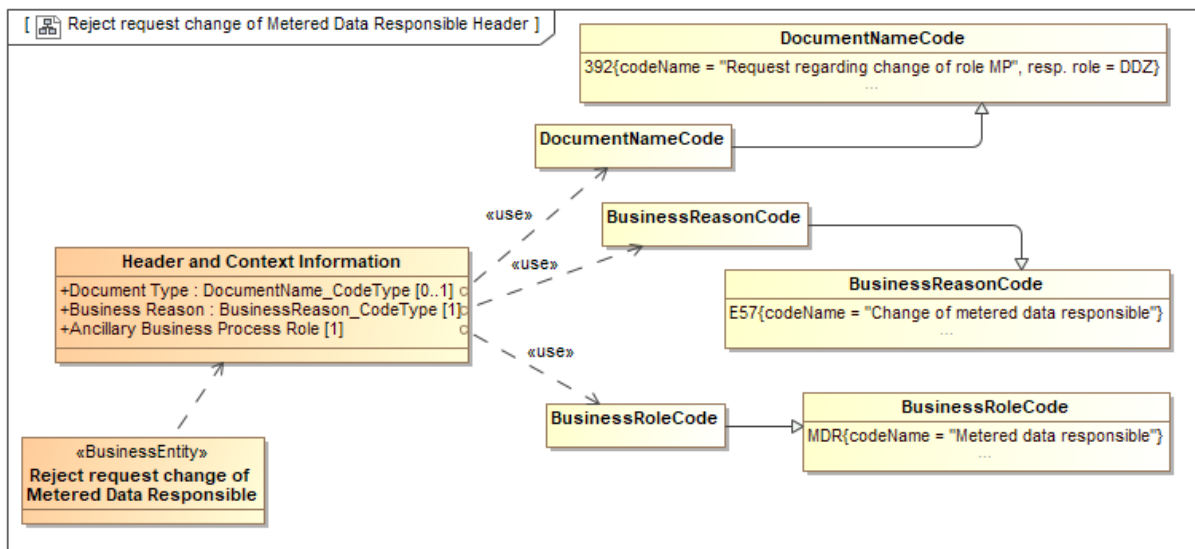 [ Reject request change of Metered Data Responsible Header ]
DocumentNameCode
392{codeName = "Request regarding change of role MP", resp. role = DDZ}
...
DocumentNameCode
«use»
BusinessReasonCode
«use»
Header and Context Information
+Document Type : DocumentName_CodeType [0..1]
+Business Reason : BusinessReason_CodeType [1]
+Ancillary Business Process Role [1]
BusinessReasonCode
E57{codeName = "Change of metered data responsible"}
...
«use»
BusinessRoleCode
BusinessRoleCode
MDR{codeName = "Metered data responsible"}
...
«BusinessEntity»
Reject request change of
Metered Data Responsible